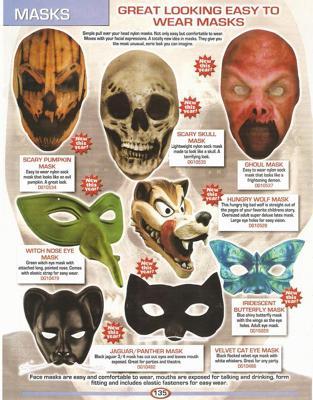 MASKS
GREAT LOOKING EASY TO
WEAR MASKS
Simple pull over your head nylon masks. Not only easy but comfortable to wear
Moves with your facial expressions. A totally new idea in masks. They give you
the mask unusual, eerie look you can imagine.
New
this
year!
New
this
year!
New
this
year!
SCARY PUMPKIN
MASK
Easy to wear nylon sock
mask that looks like an evil
pumpkin. A great look.
0010534
SCARY SKULL
MASK
Lightweight nylon sock mask
made to look like a skull. A
terrifying look.
0010535
GHOUL MASK
Easy to wear nylon sock
mask that looks like a
frightening demon.
0010537
New
this
year!
New
this
year!
HUNGRY WOLF MASK
This hungry big bad wolf is straight out of
the pages of your favorite childrens story.
Oversized adult super deluxe latex mask.
Large eye holes for easy vision.
0010529
WITCH NOSE EYE
MASK
Green witch eye mask with
attached long, pointed nose. Comes
with elastic strap for easy wear.
0010479
New
this
year!
IRIDESCENT
BUTTERFLY MASK
Blue shiny butterfly mask
with the wings as the eye
holes. Adult eye mask.
New
this
year!
JAGUAR/PANTHER MASK
Black jaguar 3/4 mask has cut out eyes and leaves mouth
exposed. Great for parties and theatre.
0010482
VELVET CAT EYE MASK
Black flocked velvet eye mask with
white whiskers. Great for any party.
0010488
Face masks are easy and comfortable to wear, mouths are exposed for talking and drinking, form
fitting and includes elastic fasteners for easy wear.
135